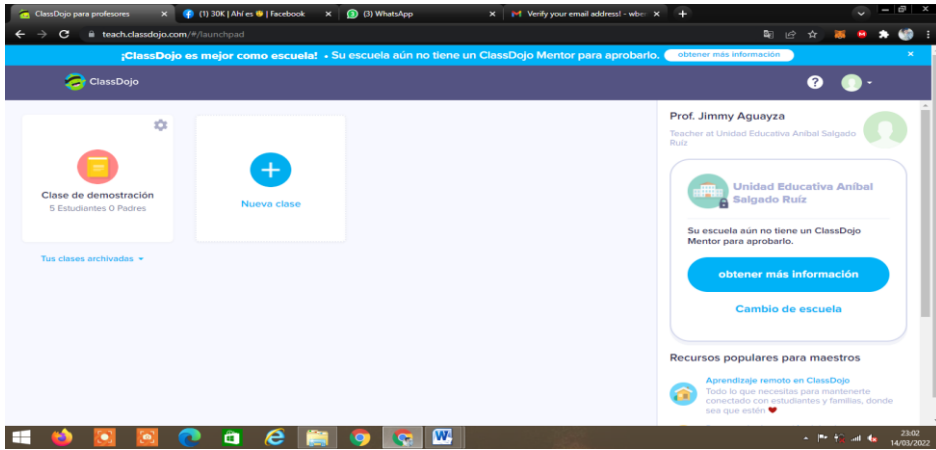 ClassDojo para profesores
(1) 30K | Ahí es | Facebook
(3) WhatsApp
Verify your email address! - wbe
teach.classdojo.com/#/launchpad
¡ClassDojo es mejor como escuela! • Su escuela aún no tiene un ClassDojo Mentor para aprobarlo. obtener más información
ClassDojo
Clase de demostración
5 Estudiantes 0 Padres
Nueva clase
Tus clases archivadas
Prof. Jimmy Aguayza
Teacher at Unidad Educativa Aníbal Salgado
Ruíz
Unidad Educativa Aníbal
Salgado Ruíz
Su escuela aún no tiene un ClassDojo
Mentor para aprobarlo.
obtener más información
Cambio de escuela
Recursos populares para maestros
Aprendizaje remoto en ClassDojo
Todo lo que necesitas para mantenerte
conectado con estudiantes y familias, donde
sea que estén
23:02
14/03/2022